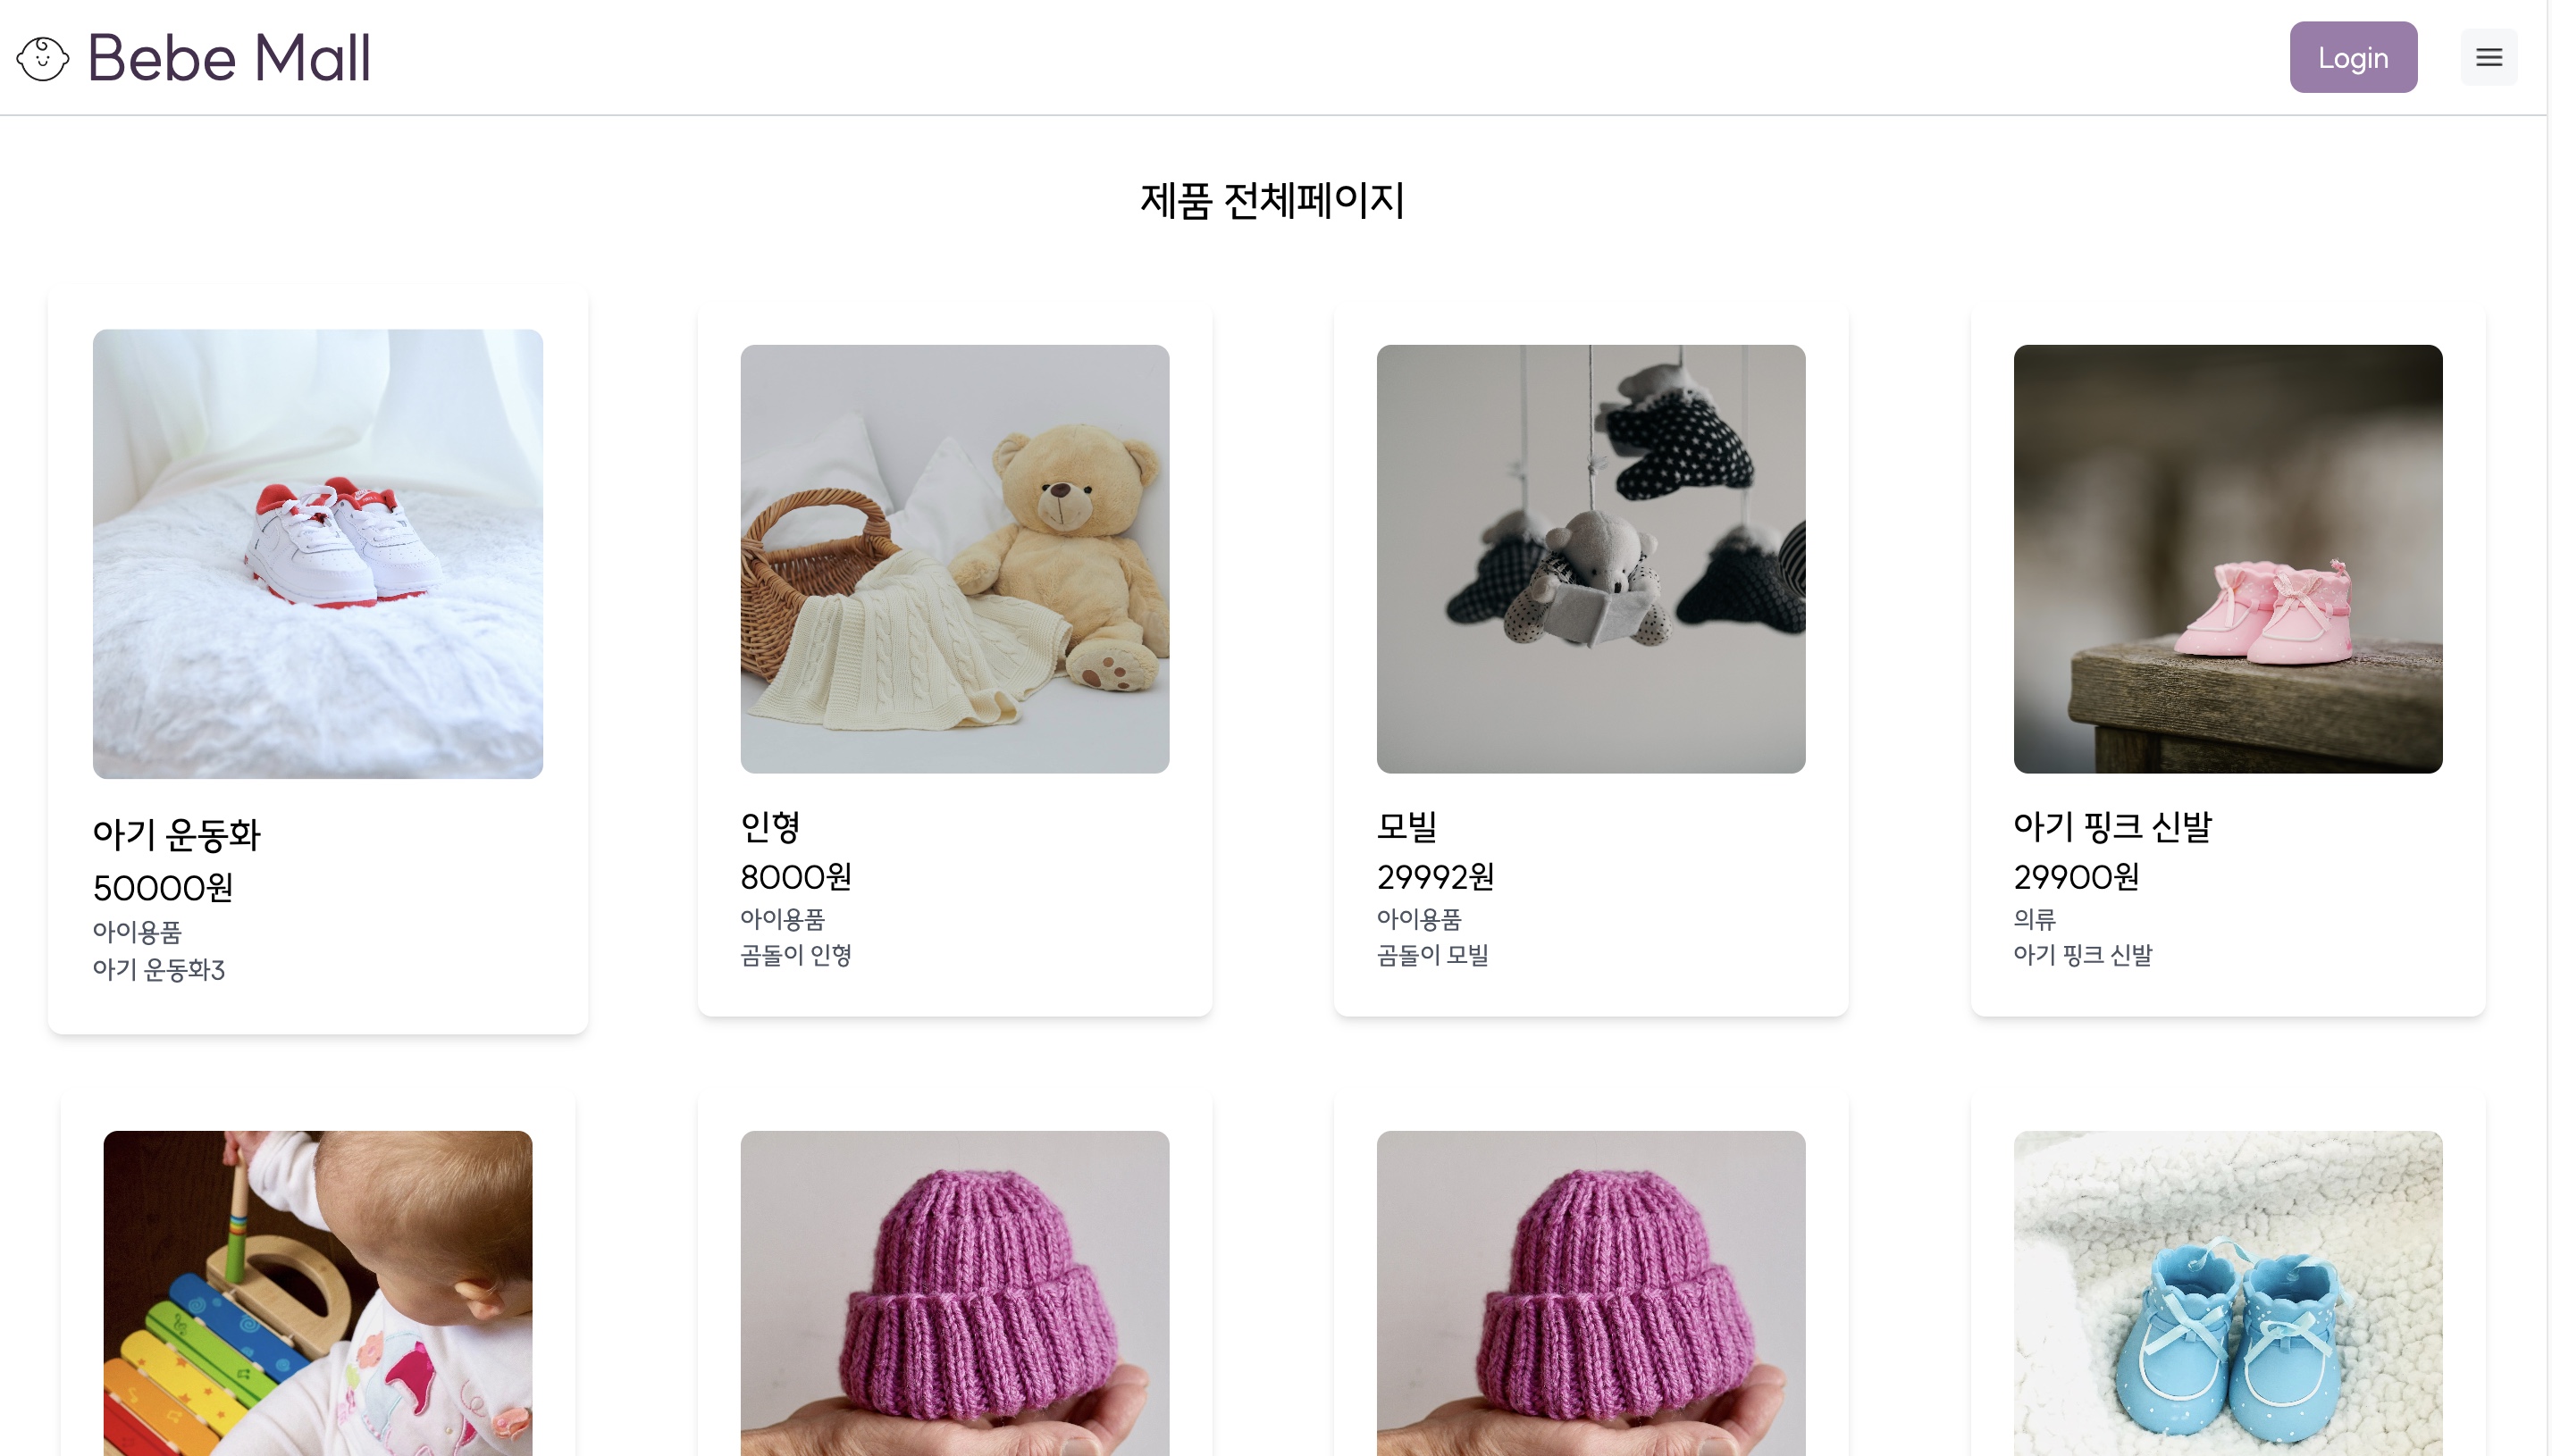 Bebe Mall
Login
제품 전체페이지
아기 운동화
50000원
아이용품
아기 운동화3
인형
8000원
아이용품
곰돌이 인형
모빌
29992원
아이용품
곰돌이 모빌
아기 핑크 신발
29900원
의류
아기 핑크 신발